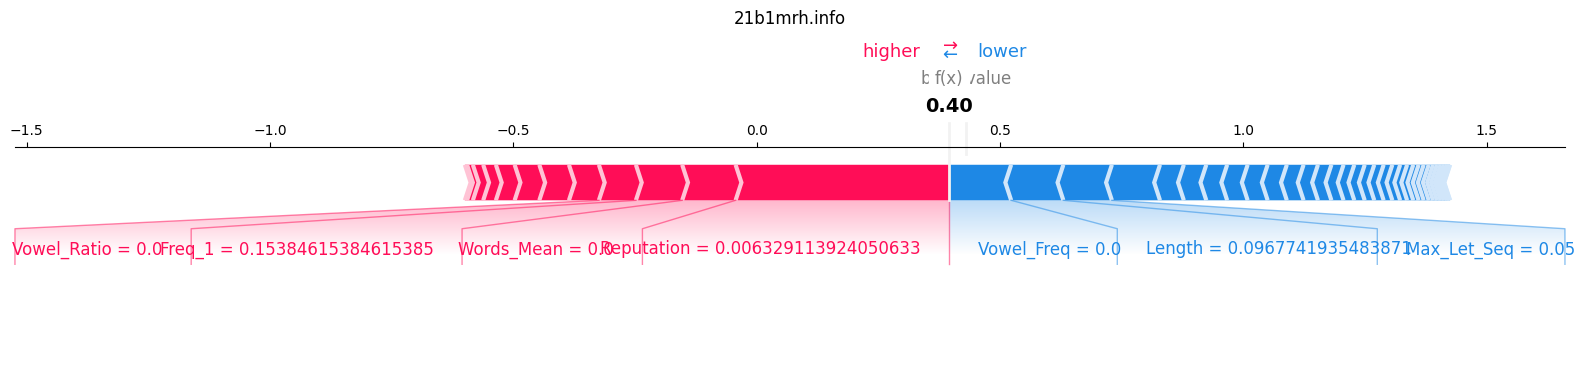 21b1mrh.info
higher → ← lower
b f(x) value
0.40
−1.5 −1.0 −0.5 0.0 0.5 1.0 1.5
Vowel_Ratio = 0.0 Freq_1 = 0.15384615384615385 Words_Mean = 0.0 Reputation = 0.006329113924050633 Vowel_Freq = 0.0 Length = 0.0967741935483871 Max_Let_Seq = 0.05